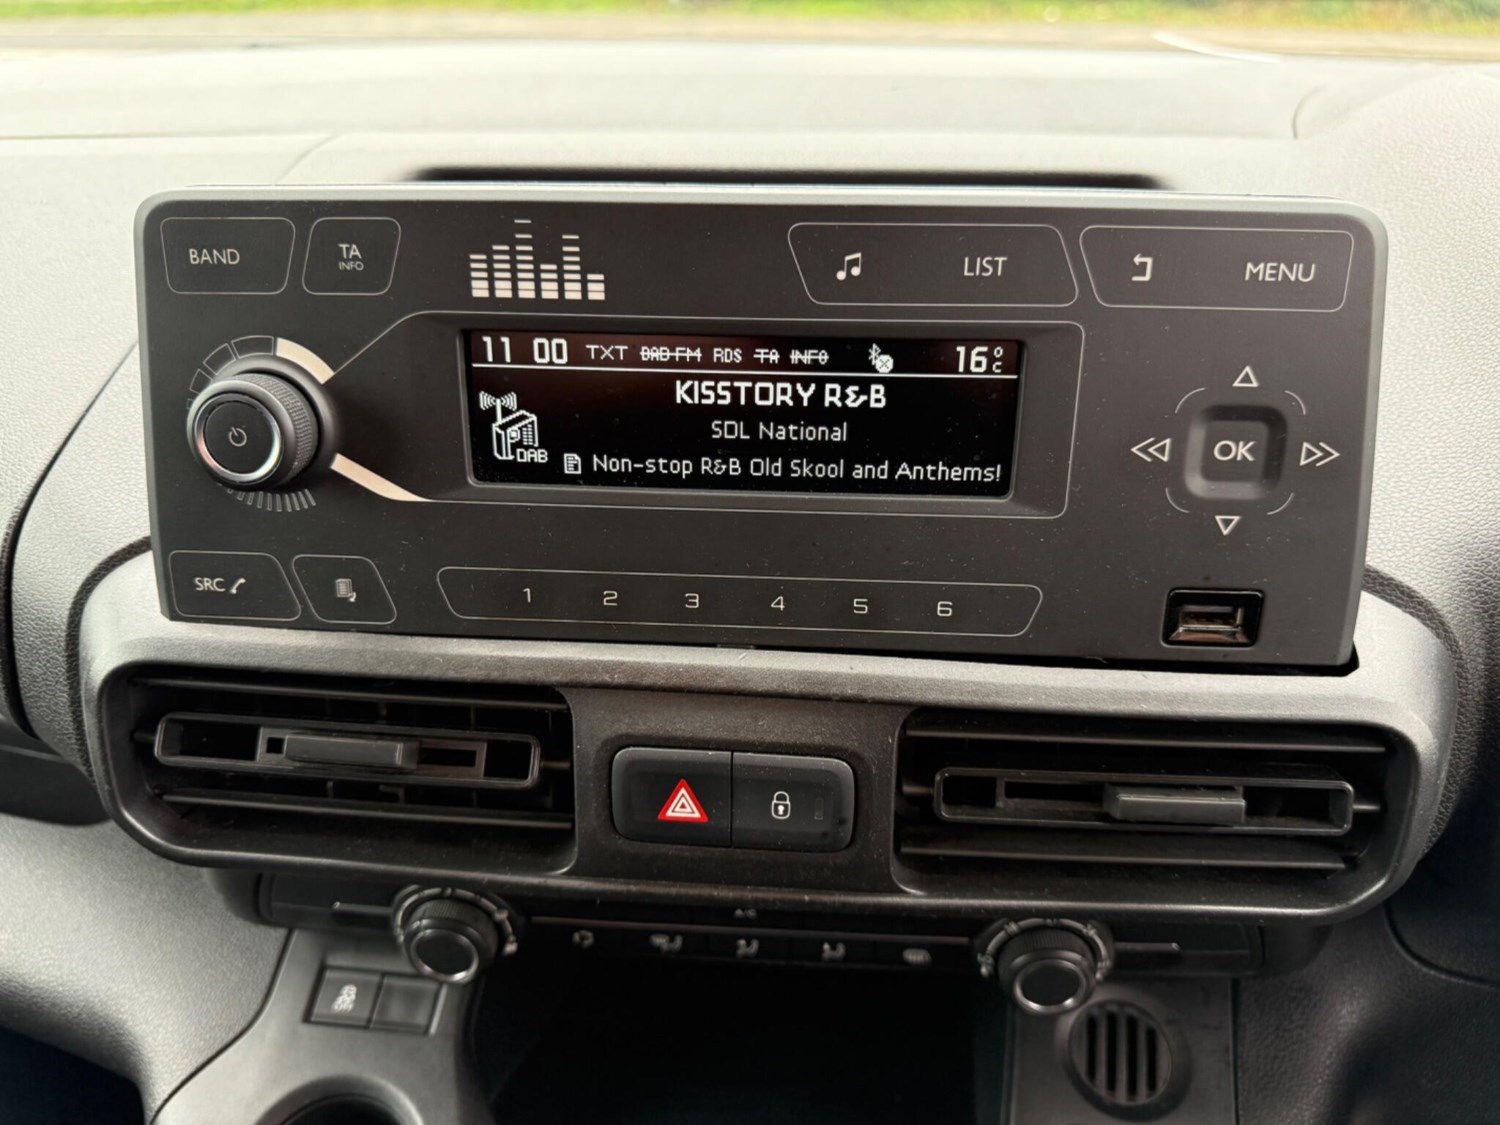 BAND
TA
INFO
LIST
MENU
11 00 TXT DAB-FM RDS TA INFO 16°C
KISSTORY R&B
SDL National
DAB
Non-stop R&B Old Skool and Anthems!
OK
SRC
1 2 3 4 5 6
A/C